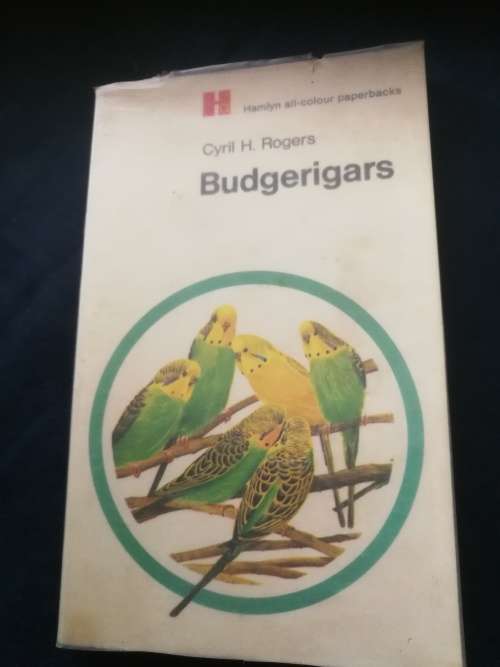 H
Hamlyn all-colour paperbacks
Cyril H. Rogers
Budgerigars